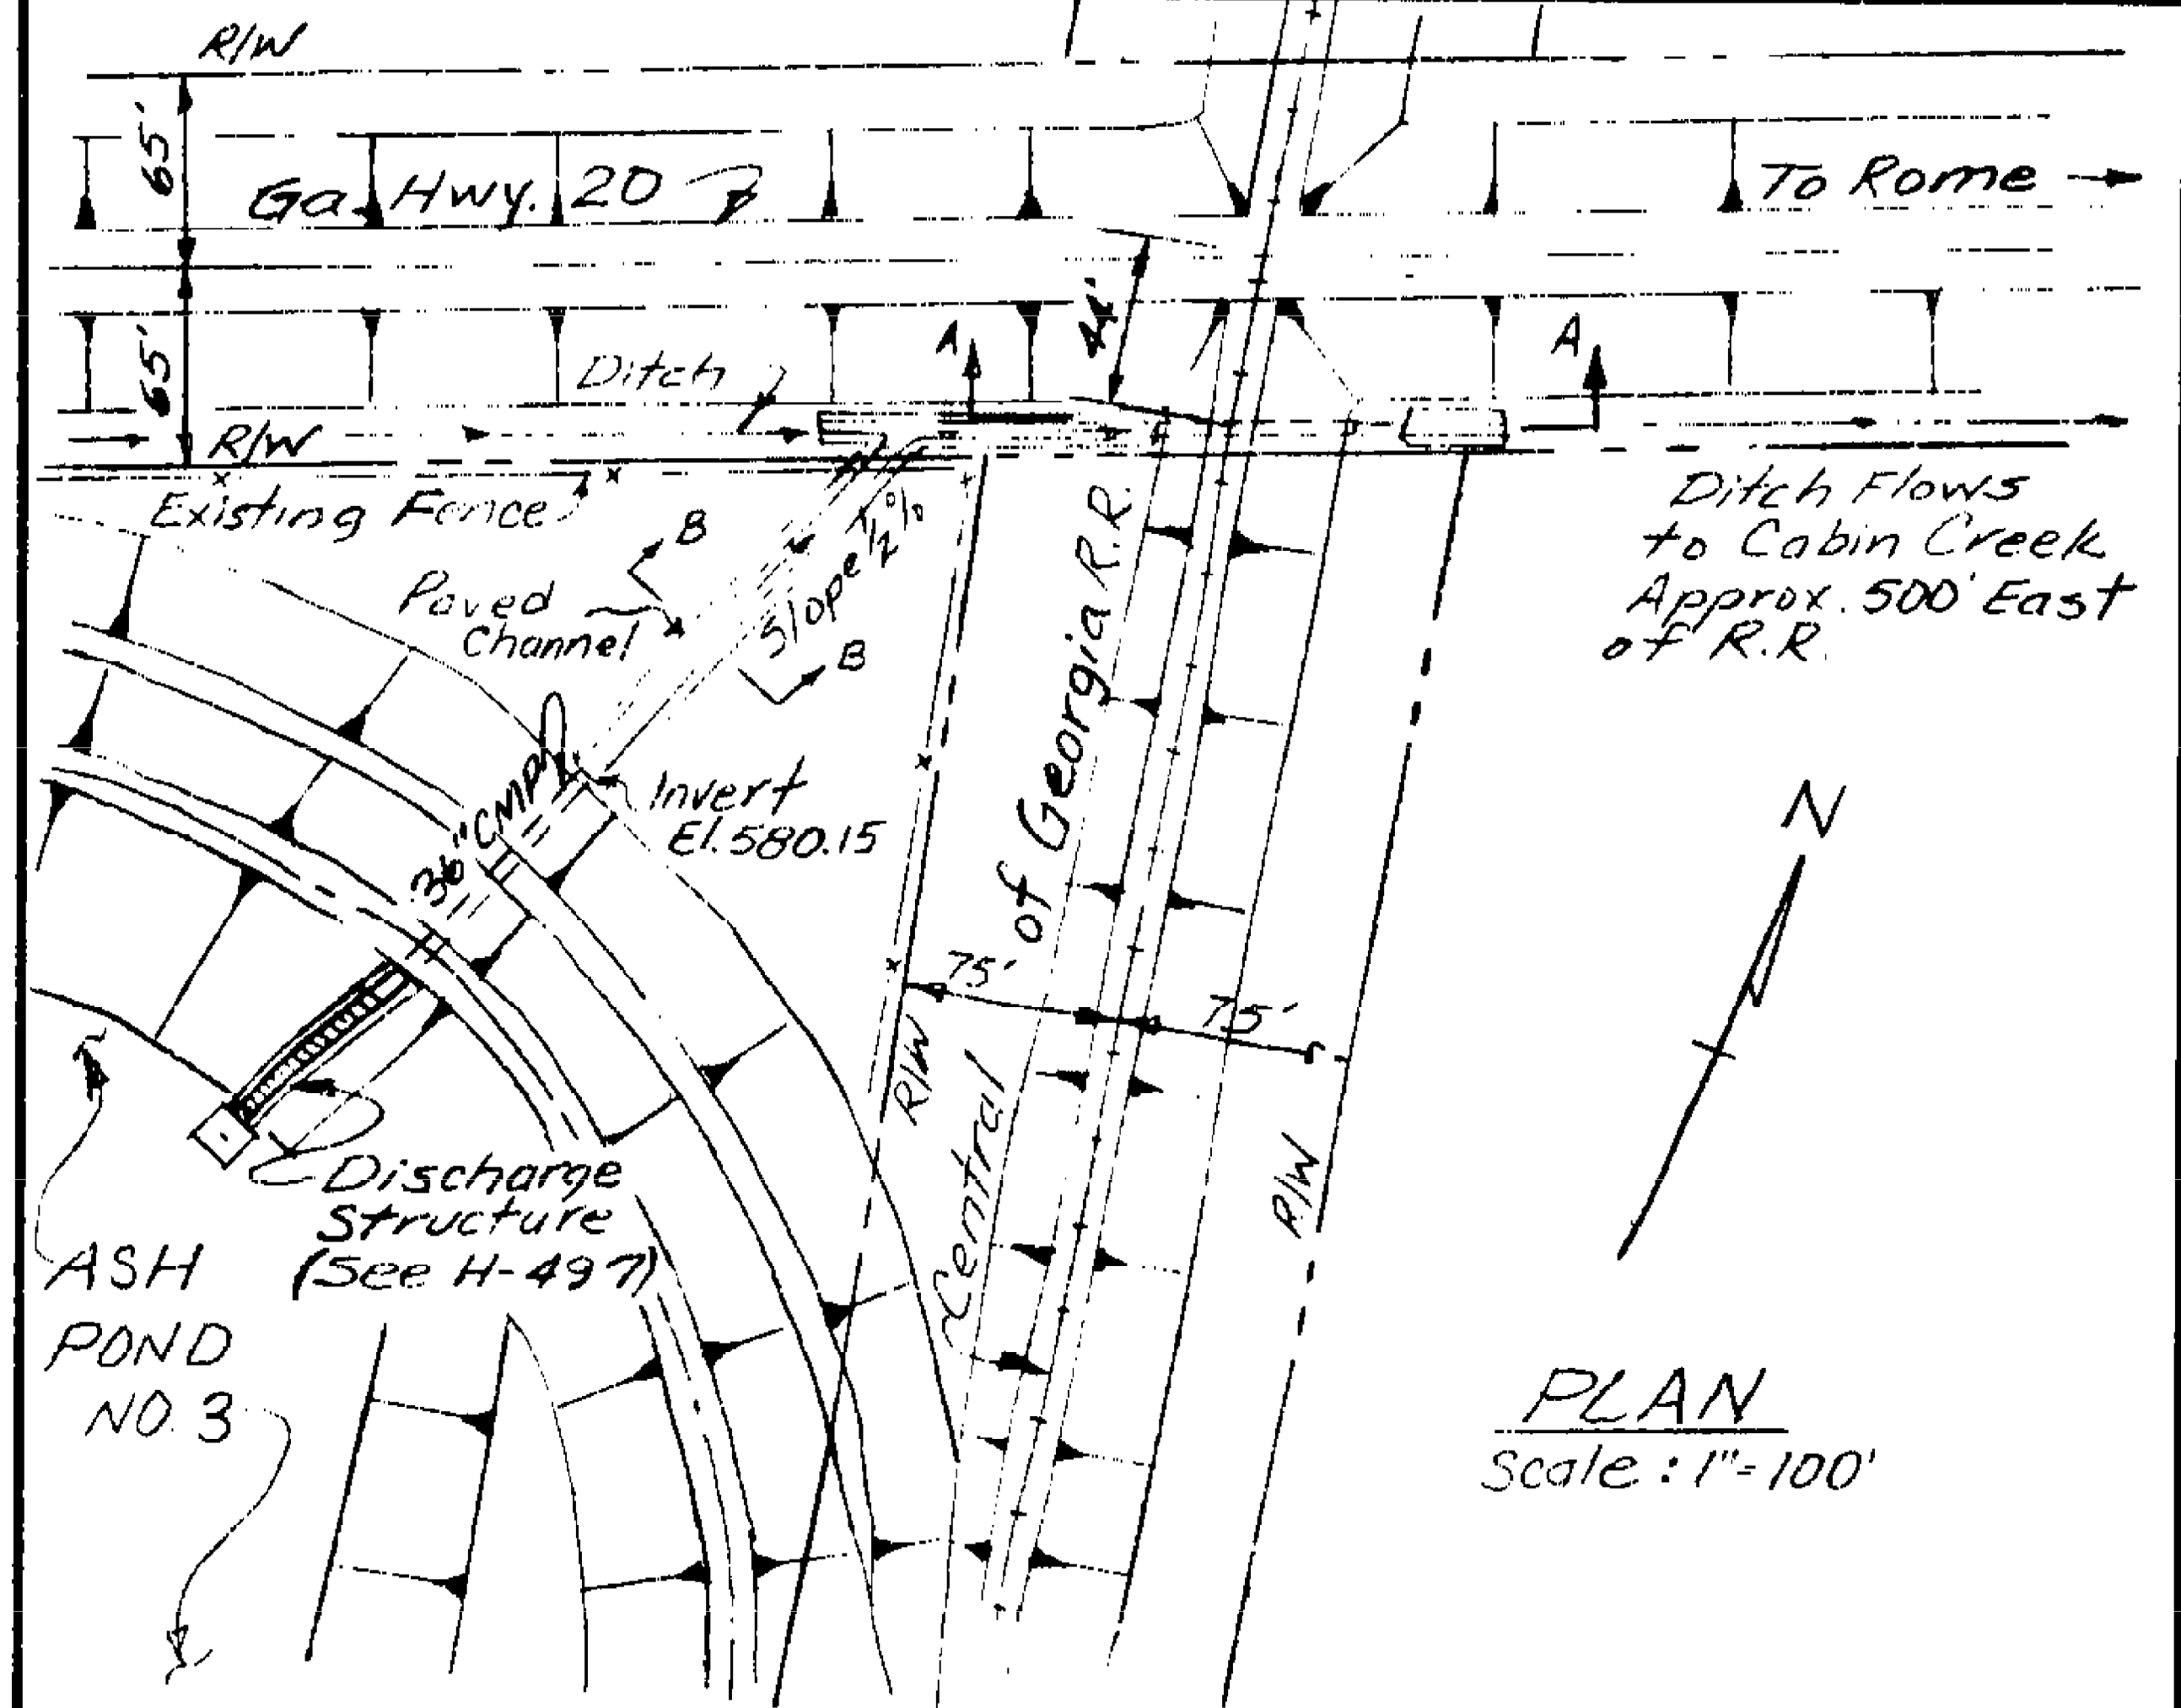 R/W
65'
Ga. Hwy. 20
To Rome
65'
44'
A
A
Ditch
R/W
Existing Fence
Ditch Flows
to Cabin Creek
Approx. 500' East
of R.R.
B
Paved
Channel
Slope 1/2%
B
36" CMP
Invert
El. 580.15
Central of Georgia R.R.
N
75'
75'
R/W
R/W
Discharge
Structure
(See H-497)
ASH
POND
NO. 3
PLAN
Scale: 1"=100'